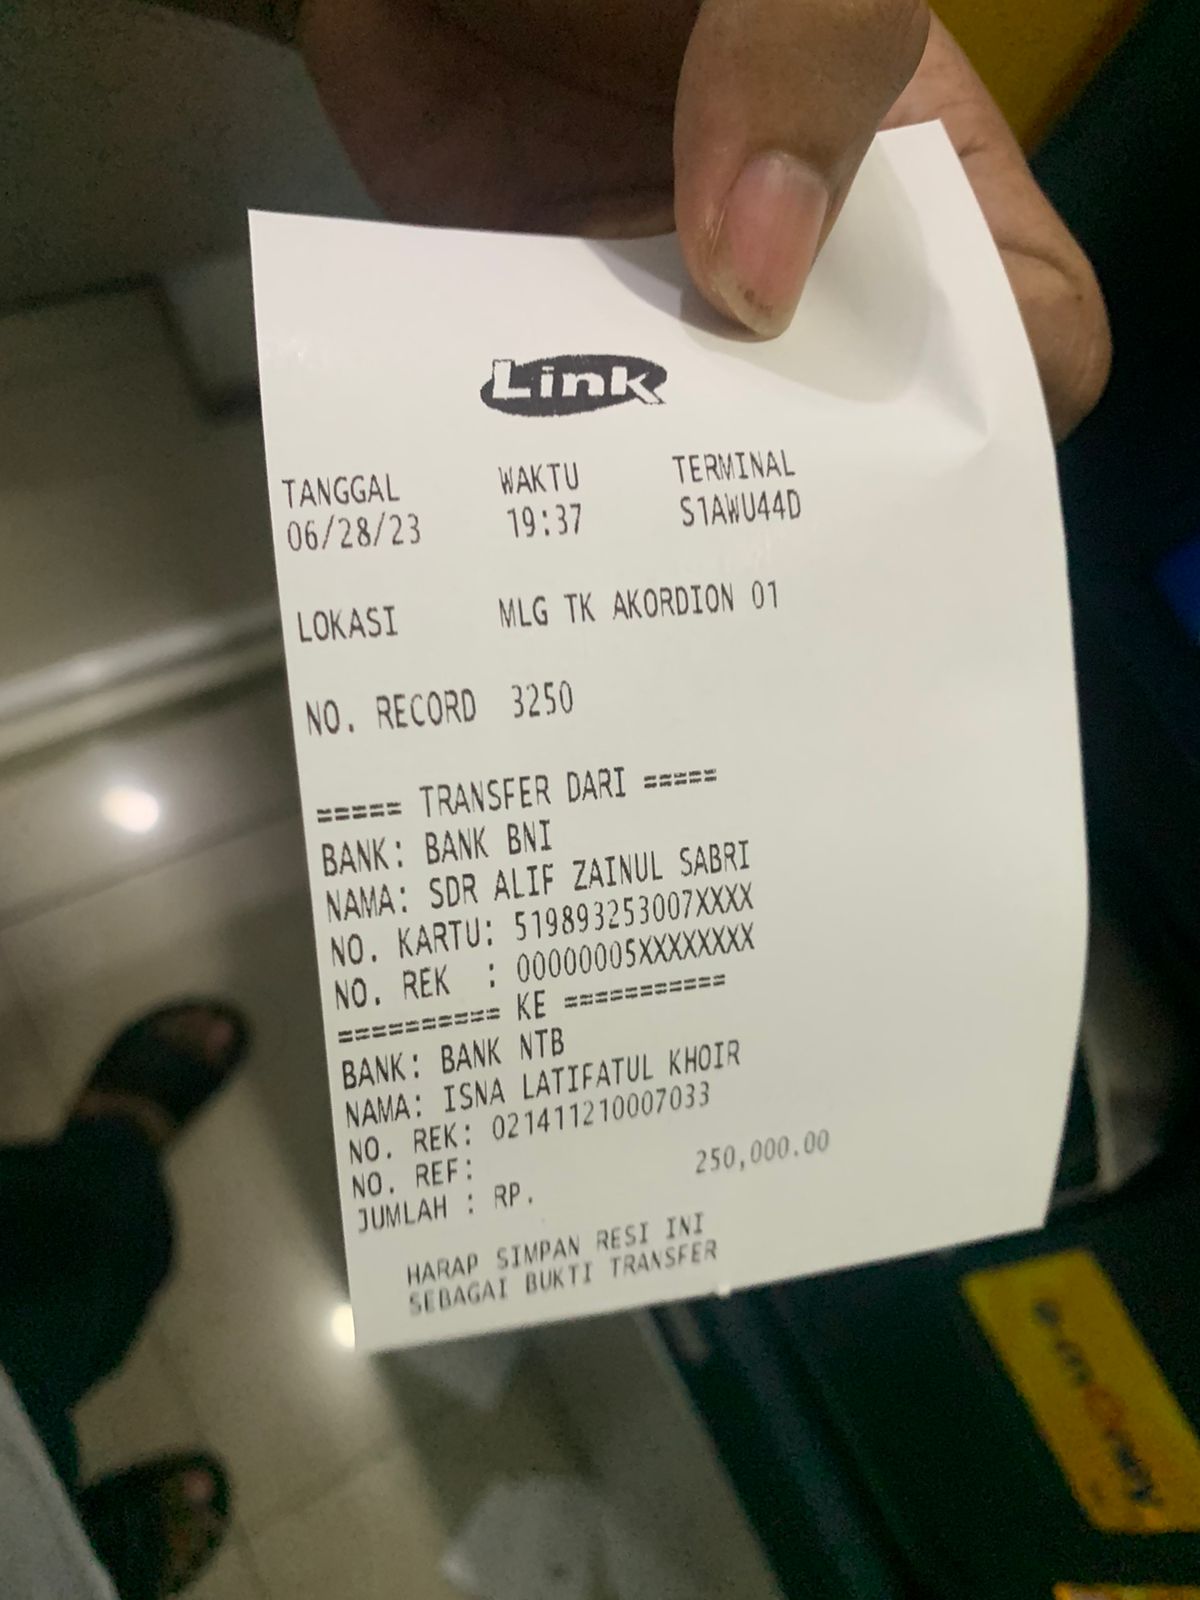 Link
TANGGAL WAKTU TERMINAL
06/28/23 19:37 S1AWU44D
LOKASI MLG TK AKORDION 01
NO. RECORD 3250
===== TRANSFER DARI =====
BANK: BANK BNI
NAMA: SDR ALIF ZAINUL SABRI
NO. KARTU: 519893253007XXXX
NO. REK : 00000005XXXXXXXX
========== KE ===========
BANK: BANK NTB
NAMA: ISNA LATIFATUL KHOIR
NO. REK: 021411210007033
NO. REF:
JUMLAH : RP. 250,000.00
HARAP SIMPAN RESI INI
SEBAGAI BUKTI TRANSFER